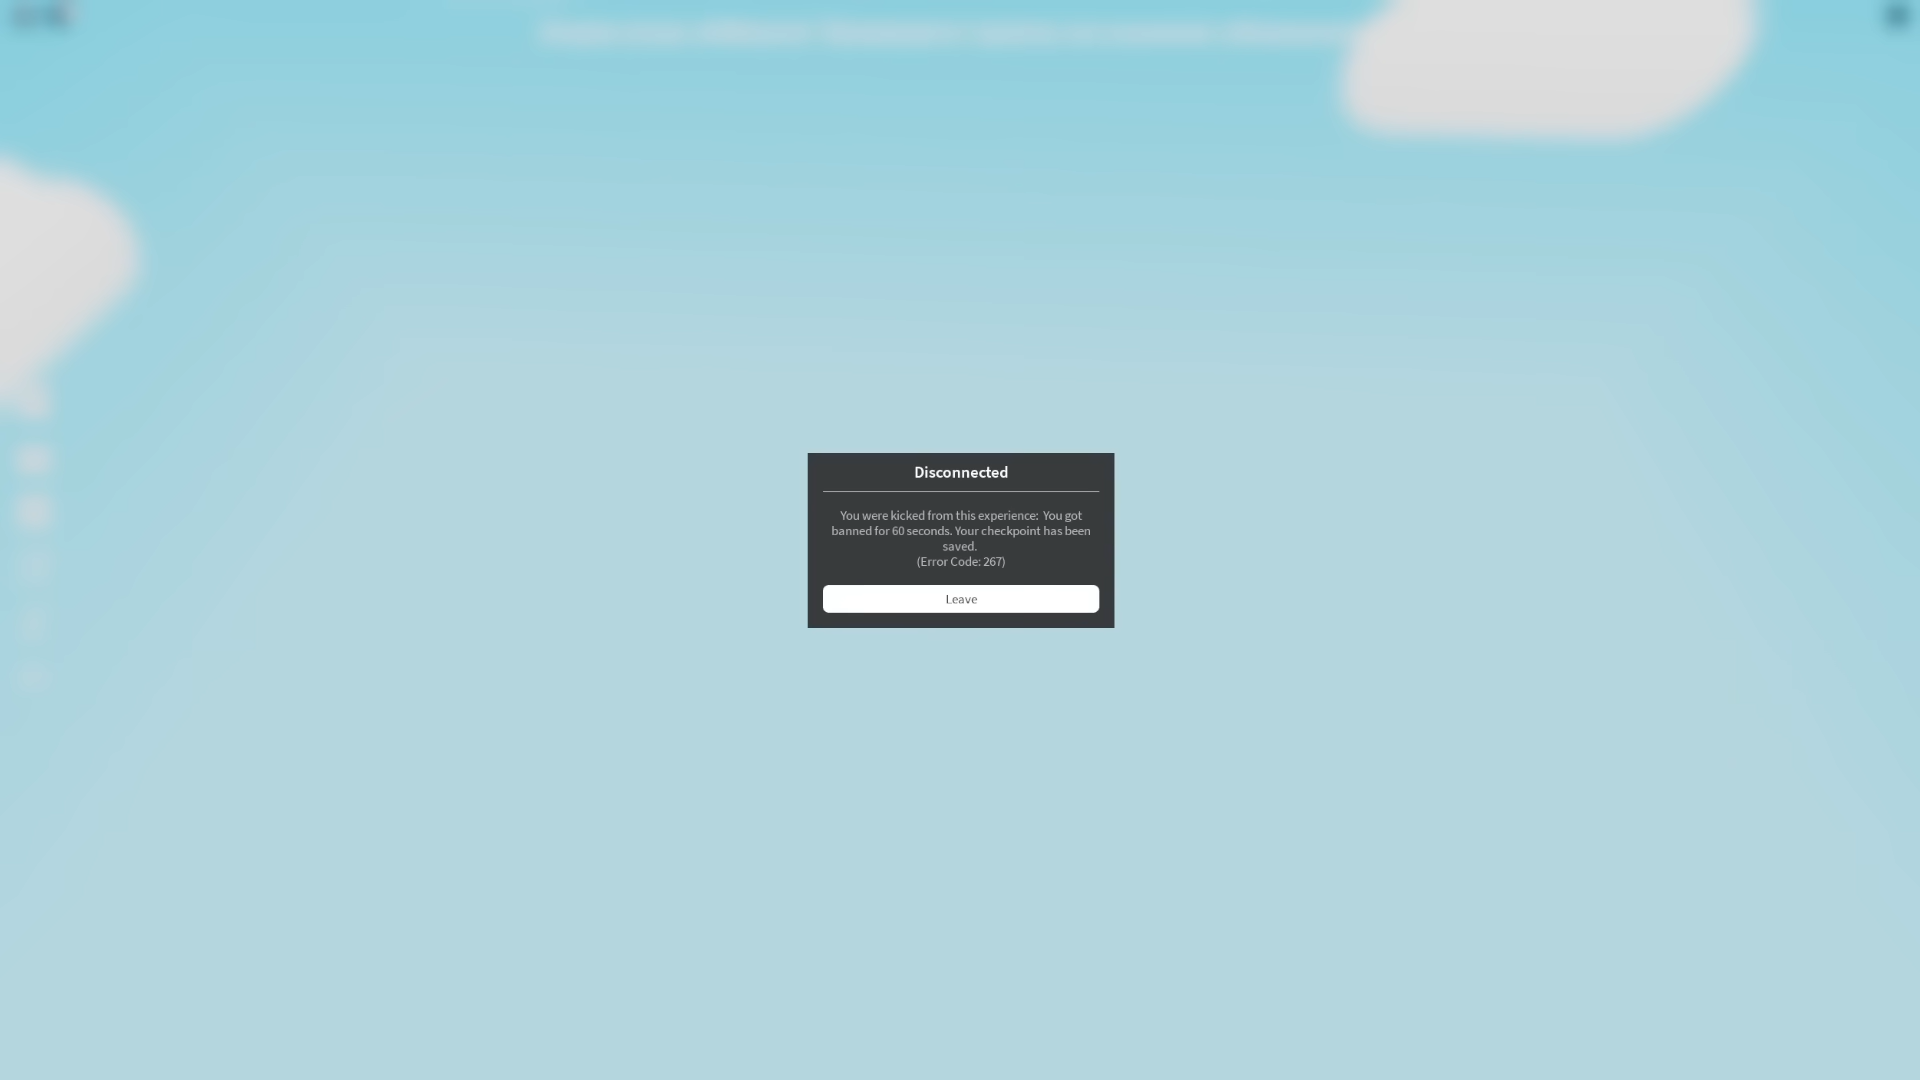 Disconnected
You were kicked from this experience:  You got
banned for 60 seconds. Your checkpoint has been
saved.
(Error Code: 267)
Leave